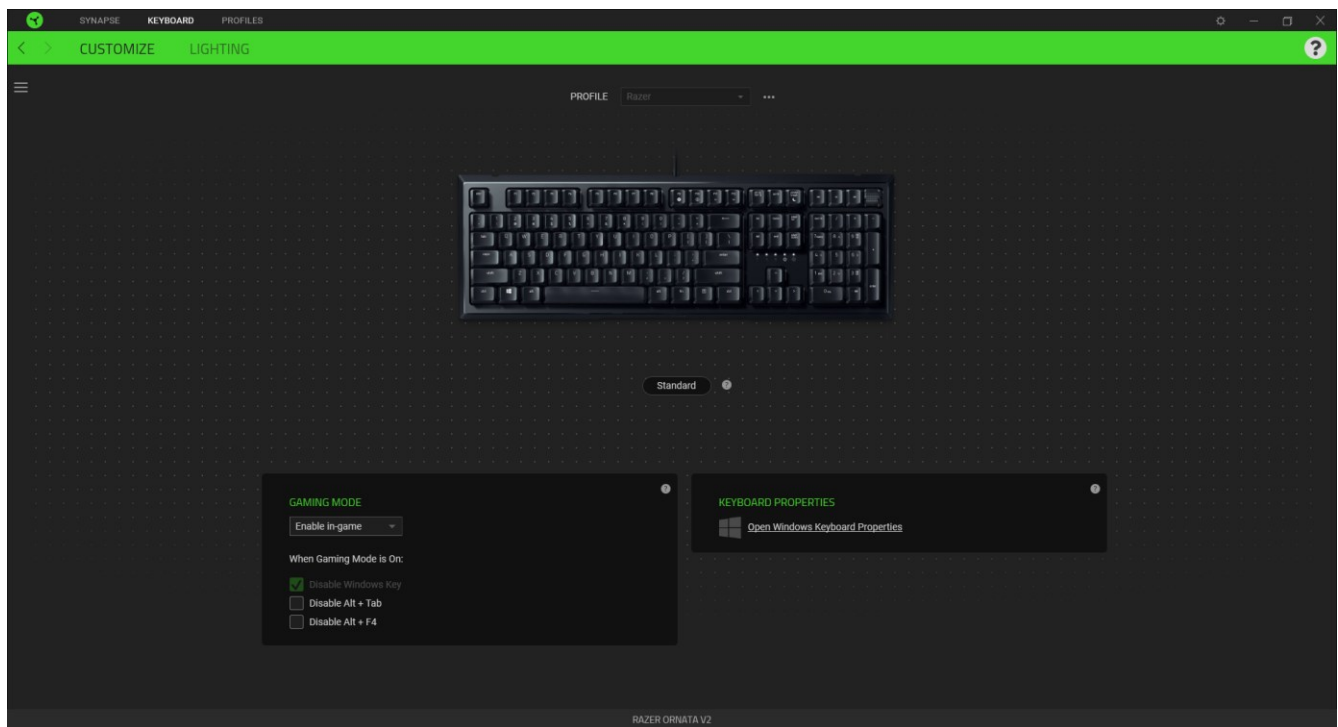 SYNAPSE KEYBOARD PROFILES
CUSTOMIZE LIGHTING
?
PROFILE Razer
Standard ?
GAMING MODE ?
Enable in-game
When Gaming Mode is On:
Disable Windows Key
Disable Alt + Tab
Disable Alt + F4
KEYBOARD PROPERTIES ?
Open Windows Keyboard Properties
RAZER ORNATA V2